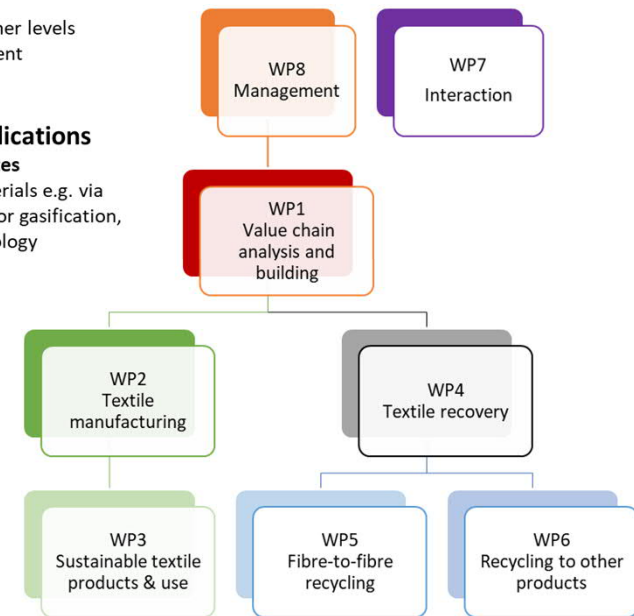 ner levels
ent
lications
es
erials e.g. via
or gasification,
ology
WP8
Management
WP7
Interaction
WP1
Value chain
analysis and
building
WP2
Textile
manufacturing
WP4
Textile recovery
WP3
Sustainable textile
products & use
WP5
Fibre-to-fibre
recycling
WP6
Recycling to other
products